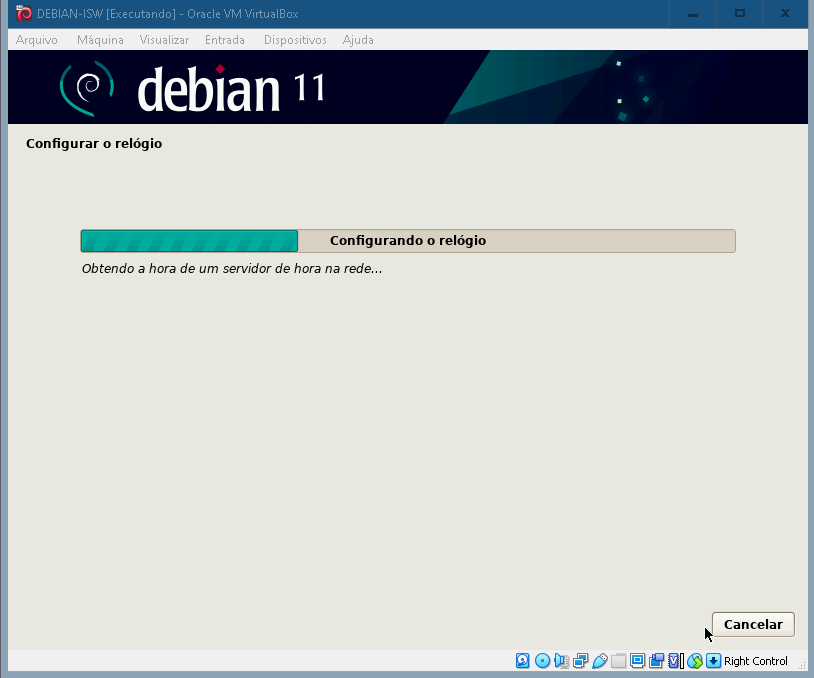 DEBIAN-ISW [Executando] - Oracle VM VirtualBox
Arquivo Máquina Visualizar Entrada Dispositivos Ajuda
debian 11
Configurar o relógio
Configurando o relógio
Obtendo a hora de um servidor de hora na rede...
Cancelar
Right Control